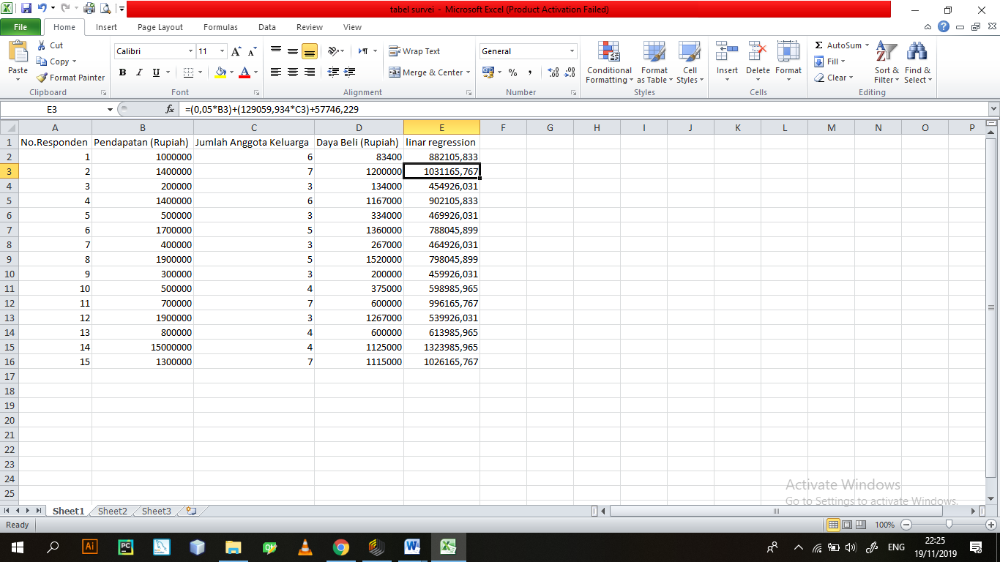 tabel survei - Microsoft Excel (Product Activation Failed)
File Home Insert Page Layout Formulas Data Review View
Paste Cut Copy Format Painter
Calibri 11
B I U
Wrap Text
Merge & Center
General
% ,
Conditional Formatting Format as Table Cell Styles
Insert Delete Format
Σ AutoSum Fill Clear
Sort & Filter Find & Select
Clipboard Font Alignment Number Styles Cells Editing
E3 fx =(0,05*B3)+(129059,934*C3)+57746,229
A B C D E F G H I J K L M N O P
1 No.Responden Pendapatan (Rupiah) Jumlah Anggota Keluarga Daya Beli (Rupiah) linar regression
2 1 1000000 6 83400 882105,833
3 2 1400000 7 1200000 1031165,767
4 3 200000 3 134000 454926,031
5 4 1400000 6 1167000 902105,833
6 5 500000 3 334000 469926,031
7 6 1700000 5 1360000 788045,899
8 7 400000 3 267000 464926,031
9 8 1900000 5 1520000 798045,899
10 9 300000 3 200000 459926,031
11 10 500000 4 375000 598985,965
12 11 700000 7 600000 996165,767
13 12 1900000 3 1267000 539926,031
14 13 800000 4 600000 613985,965
15 14 15000000 4 1125000 1323985,965
16 15 1300000 7 1115000 1026165,767
17
18
19
20
21
22
23
24
25
Activate Windows
Go to Settings to activate Windows.
Sheet1 Sheet2 Sheet3
Ready 100%
Ai PC Qt W X
ENG 22:25
19/11/2019